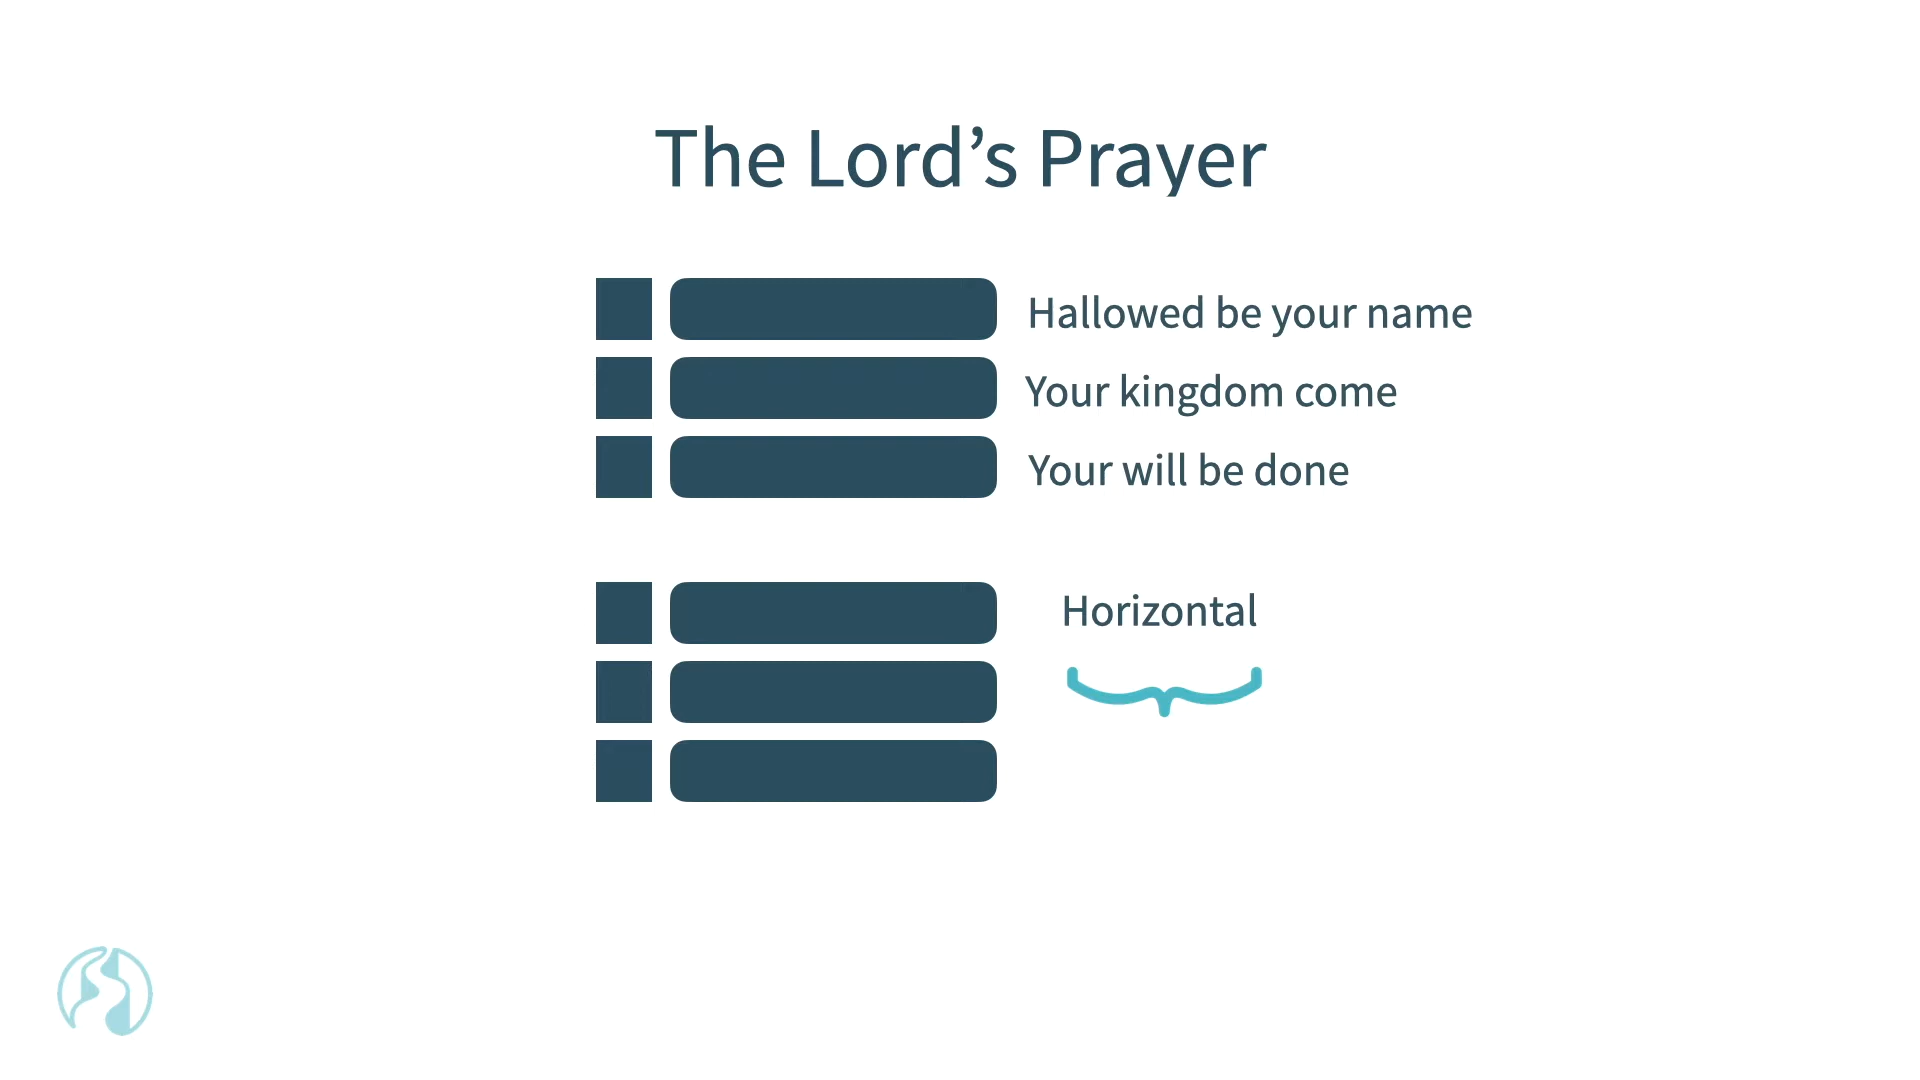 The Lord’s Prayer
Hallowed be your name
Your kingdom come
Your will be done
Horizontal